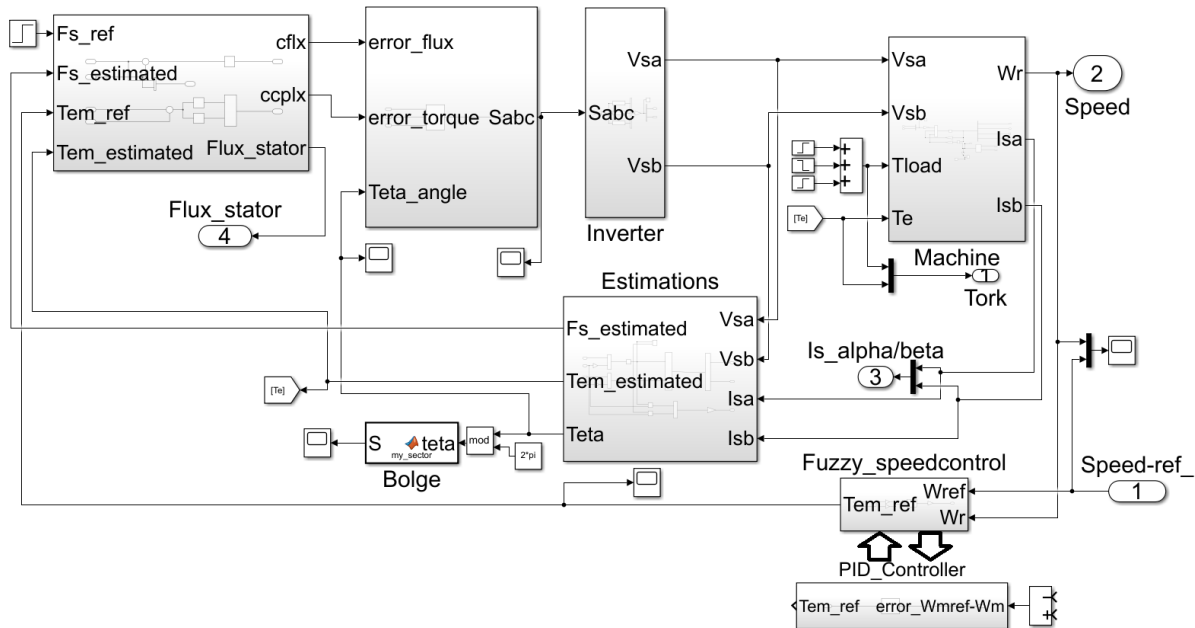 Fs_ref
Fs_estimated
Tem_ref
Tem_estimated
cflx
ccplx
Flux_stator
error_flux
error_torque
Teta_angle
Sabc
Sabc
Vsa
Vsb
Inverter
Vsa
Vsb
Tload
Te
Wr
Isa
Isb
Machine
2
Speed
+
+
+
[Te]
1
Tork
Flux_stator
4
Estimations
Fs_estimated
Tem_estimated
Teta
Vsa
Vsb
Isa
Isb
Is_alpha/beta
3
[Te]
S
teta
my_sector
Bolge
mod
2*pi
Fuzzy_speedcontrol
Tem_ref
Wref
Wr
Speed-ref_
1
PID_Controller
Tem_ref
error_Wmref-Wm
−
+